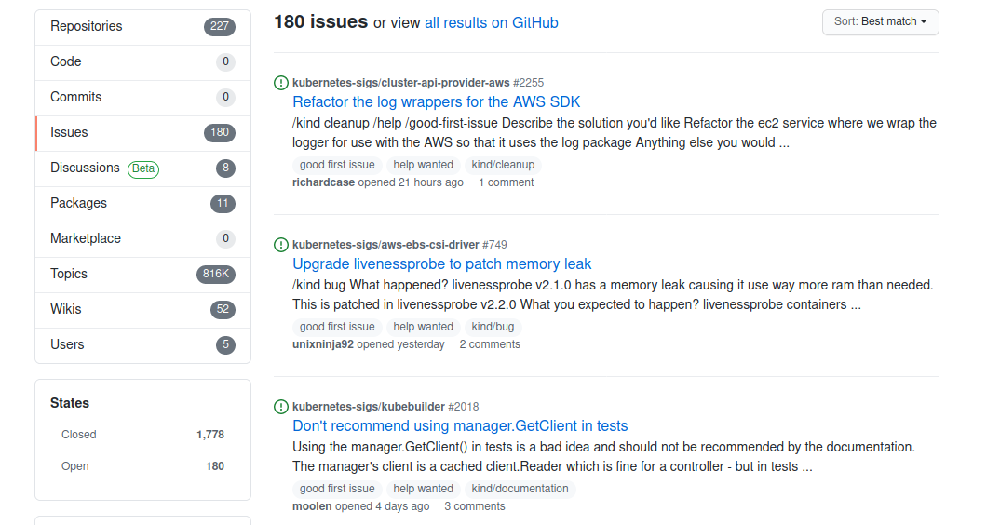 Repositories 227
Code 0
Commits 0
Issues 180
Discussions Beta 8
Packages 11
Marketplace 0
Topics 816K
Wikis 52
Users 5
States
Closed 1,778
Open 180
180 issues or view all results on GitHub
Sort: Best match
kubernetes-sigs/cluster-api-provider-aws #2255
Refactor the log wrappers for the AWS SDK
/kind cleanup /help /good-first-issue Describe the solution you'd like Refactor the ec2 service where we wrap the
logger for use with the AWS so that it uses the log package Anything else you would ...
good first issue help wanted kind/cleanup
richardcase opened 21 hours ago 1 comment
kubernetes-sigs/aws-ebs-csi-driver #749
Upgrade livenessprobe to patch memory leak
/kind bug What happened? livenessprobe v2.1.0 has a memory leak causing it use way more ram than needed.
This is patched in livenessprobe v2.2.0 What you expected to happen? livenessprobe containers ...
good first issue help wanted kind/bug
unixninja92 opened yesterday 2 comments
kubernetes-sigs/kubebuilder #2018
Don't recommend using manager.GetClient in tests
Using the manager.GetClient() in tests is a bad idea and should not be recommended by the documentation.
The manager's client is a cached client.Reader which is fine for a controller - but in tests ...
good first issue help wanted kind/documentation
moolen opened 4 days ago 3 comments